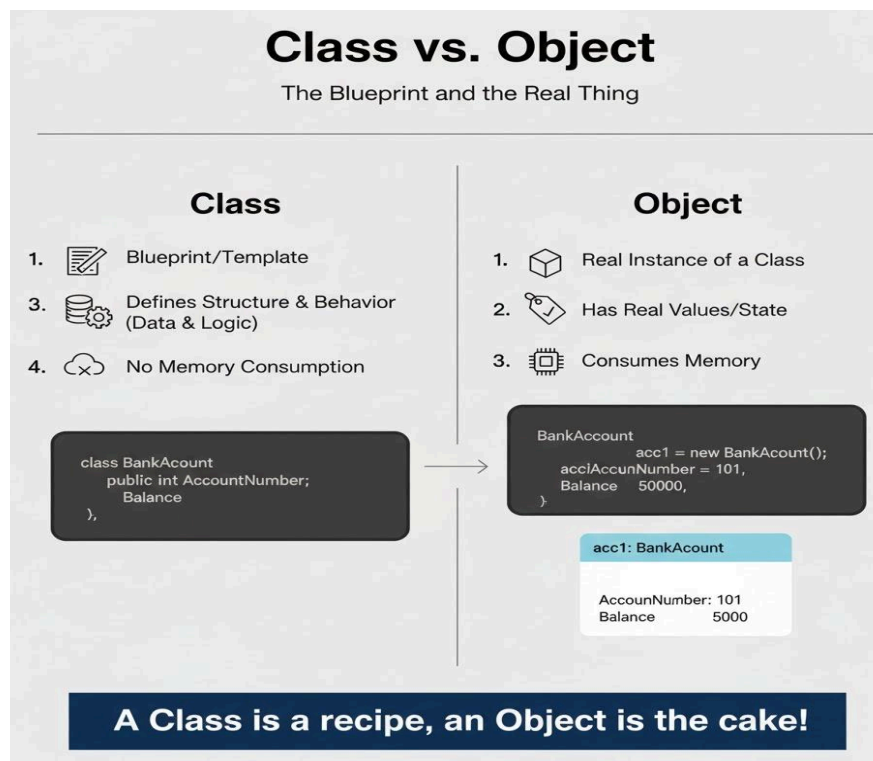 Class vs. Object
The Blueprint and the Real Thing
Class
1. Blueprint/Template
3. Defines Structure & Behavior
(Data & Logic)
4. No Memory Consumption
class BankAcount
public int AccountNumber;
Balance
},
Object
1. Real Instance of a Class
2. Has Real Values/State
3. Consumes Memory
BankAccount
acc1 = new BankAcount();
acciAccunNumber = 101,
Balance 50000,
}
acc1: BankAcount
AccounNumber: 101
Balance 5000
A Class is a recipe, an Object is the cake!